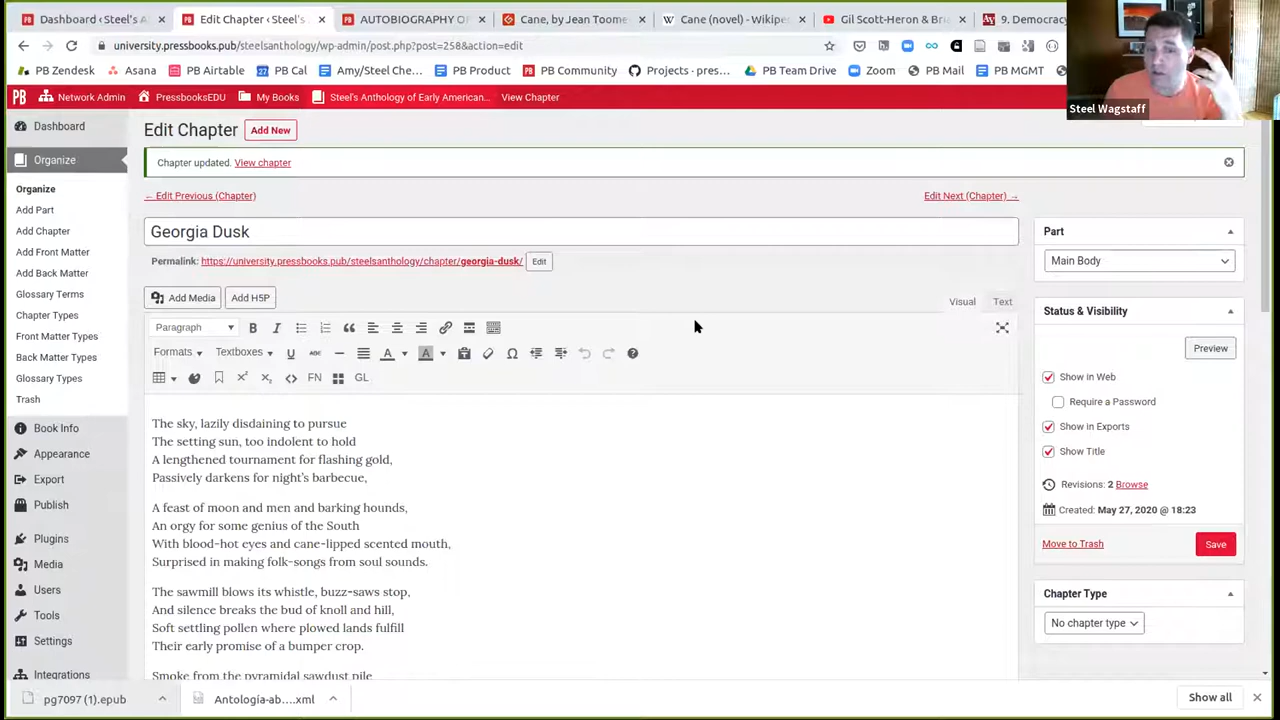 Dashboard ‹ Steel's A
Edit Chapter ‹ Steel's
AUTOBIOGRAPHY OF
Cane, by Jean Toome
Cane (novel) - Wikipe
Gil Scott-Heron & Bri
9. Democracy
university.pressbooks.pub/steelsanthology/wp-admin/post.php?post=258&action=edit
PB Zendesk
Asana
PB Airtable
PB Cal
Amy/Steel Che...
PB Product
PB Community
Projects · pres...
PB Team Drive
Zoom
PB Mail
PB MGMT
Steel Wagstaff
PB
Network Admin
PressbooksEDU
My Books
Steel's Anthology of Early American...
View Chapter
Dashboard
Organize
Organize
Add Part
Add Chapter
Add Front Matter
Add Back Matter
Glossary Terms
Chapter Types
Front Matter Types
Back Matter Types
Glossary Types
Trash
Book Info
Appearance
Export
Publish
Plugins
Media
Users
Tools
Settings
Integrations
Edit Chapter
Add New
Chapter updated. View chapter
← Edit Previous (Chapter)
Edit Next (Chapter) →
Georgia Dusk
Permalink: https://university.pressbooks.pub/steelsanthology/chapter/georgia-dusk/ Edit
Add Media
Add H5P
Visual
Text
Paragraph
B
I
Formats
Textboxes
U
ABC
A
A
FN
GL
The sky, lazily disdaining to pursue
The setting sun, too indolent to hold
A lengthened tournament for flashing gold,
Passively darkens for night's barbecue,
A feast of moon and men and barking hounds,
An orgy for some genius of the South
With blood-hot eyes and cane-lipped scented mouth,
Surprised in making folk-songs from soul sounds.
The sawmill blows its whistle, buzz-saws stop,
And silence breaks the bud of knoll and hill,
Soft settling pollen where plowed lands fulfill
Their early promise of a bumper crop.
Smoke from the pyramidal sawdust pile
Part
Main Body
Status & Visibility
Preview
Show in Web
Require a Password
Show in Exports
Show Title
Revisions: 2 Browse
Created: May 27, 2020 @ 18:23
Move to Trash
Save
Chapter Type
No chapter type
pg7097 (1).epub
Antología-ab....xml
Show all